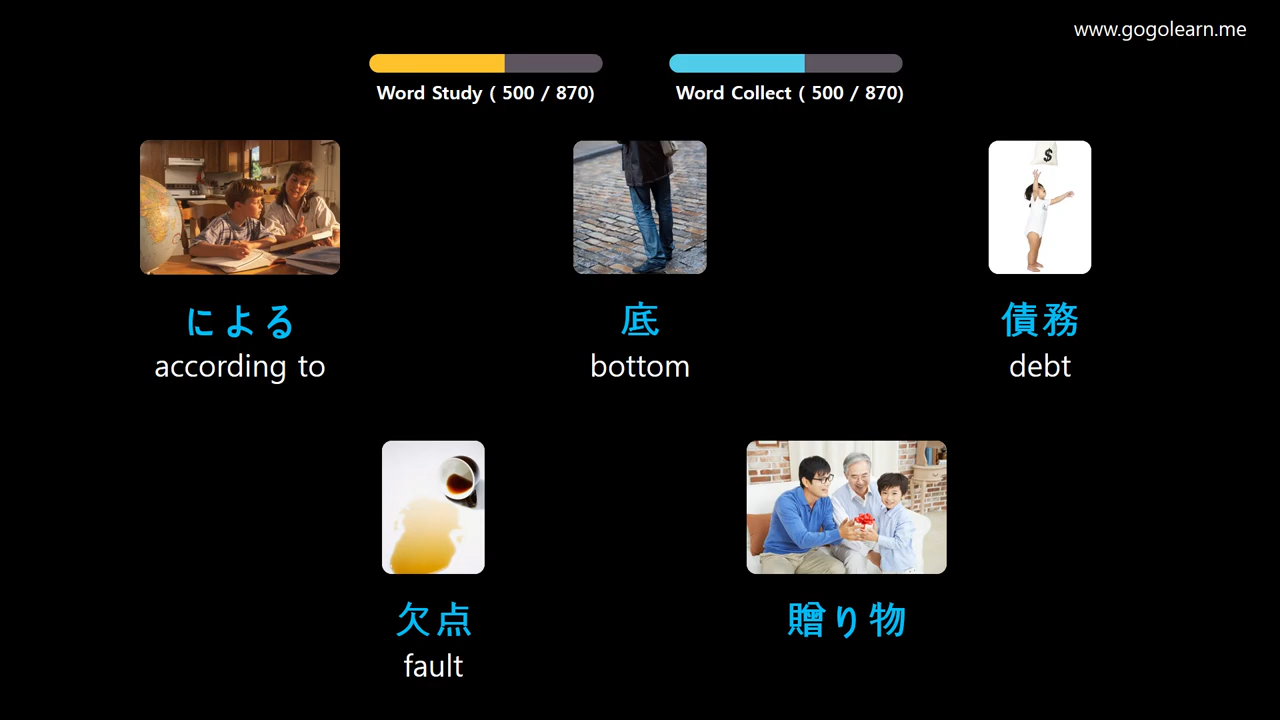 www.gogolearn.me
Word Study ( 500 / 870)
Word Collect ( 500 / 870)
$
による
according to
底
bottom
債務
debt
欠点
fault
贈り物